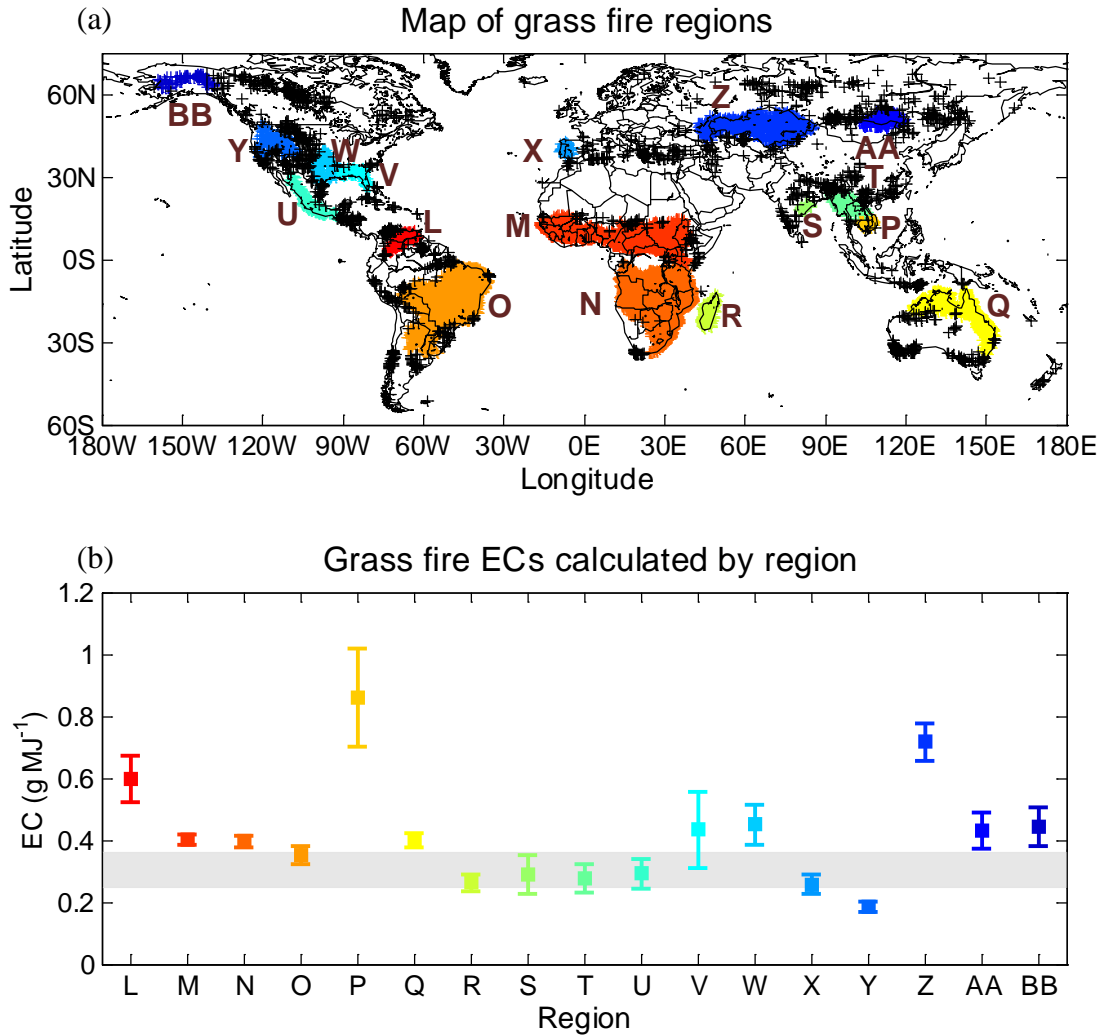 (a) Map of grass fire regions
60N
30N
0S
30S
60S
Latitude
BB
Y
W
V
U
L
O
X
M
N
R
Z
AA
T
S
P
Q
180W 150W 120W 90W 60W 30W 0E 30E 60E 90E 120E 150E 180E
Longitude
(b) Grass fire ECs calculated by region
1.2
1
0.8
0.6
0.4
0.2
0
EC (g MJ⁻¹)
L M N O P Q R S T U V W X Y Z AA BB
Region